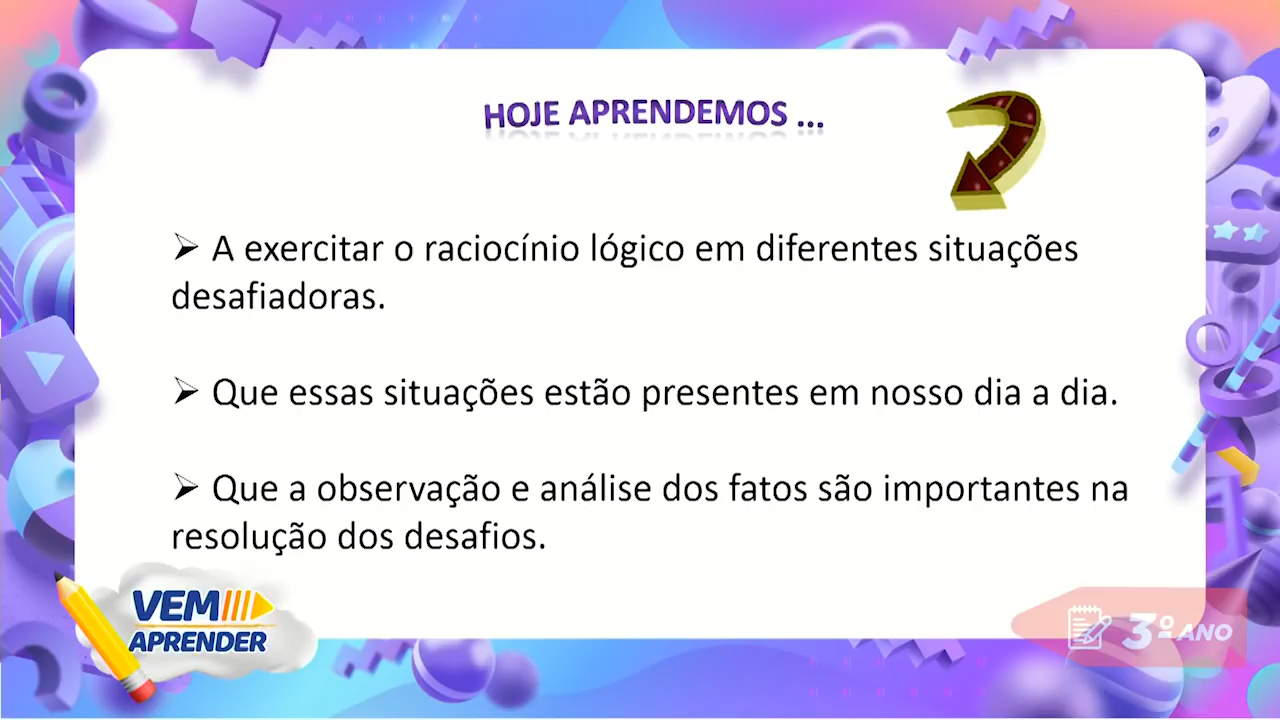 HOJE APRENDEMOS ...
➢ A exercitar o raciocínio lógico em diferentes situações
desafiadoras.
➢ Que essas situações estão presentes em nosso dia a dia.
➢ Que a observação e análise dos fatos são importantes na
resolução dos desafios.
VEM
APRENDER
3º ANO